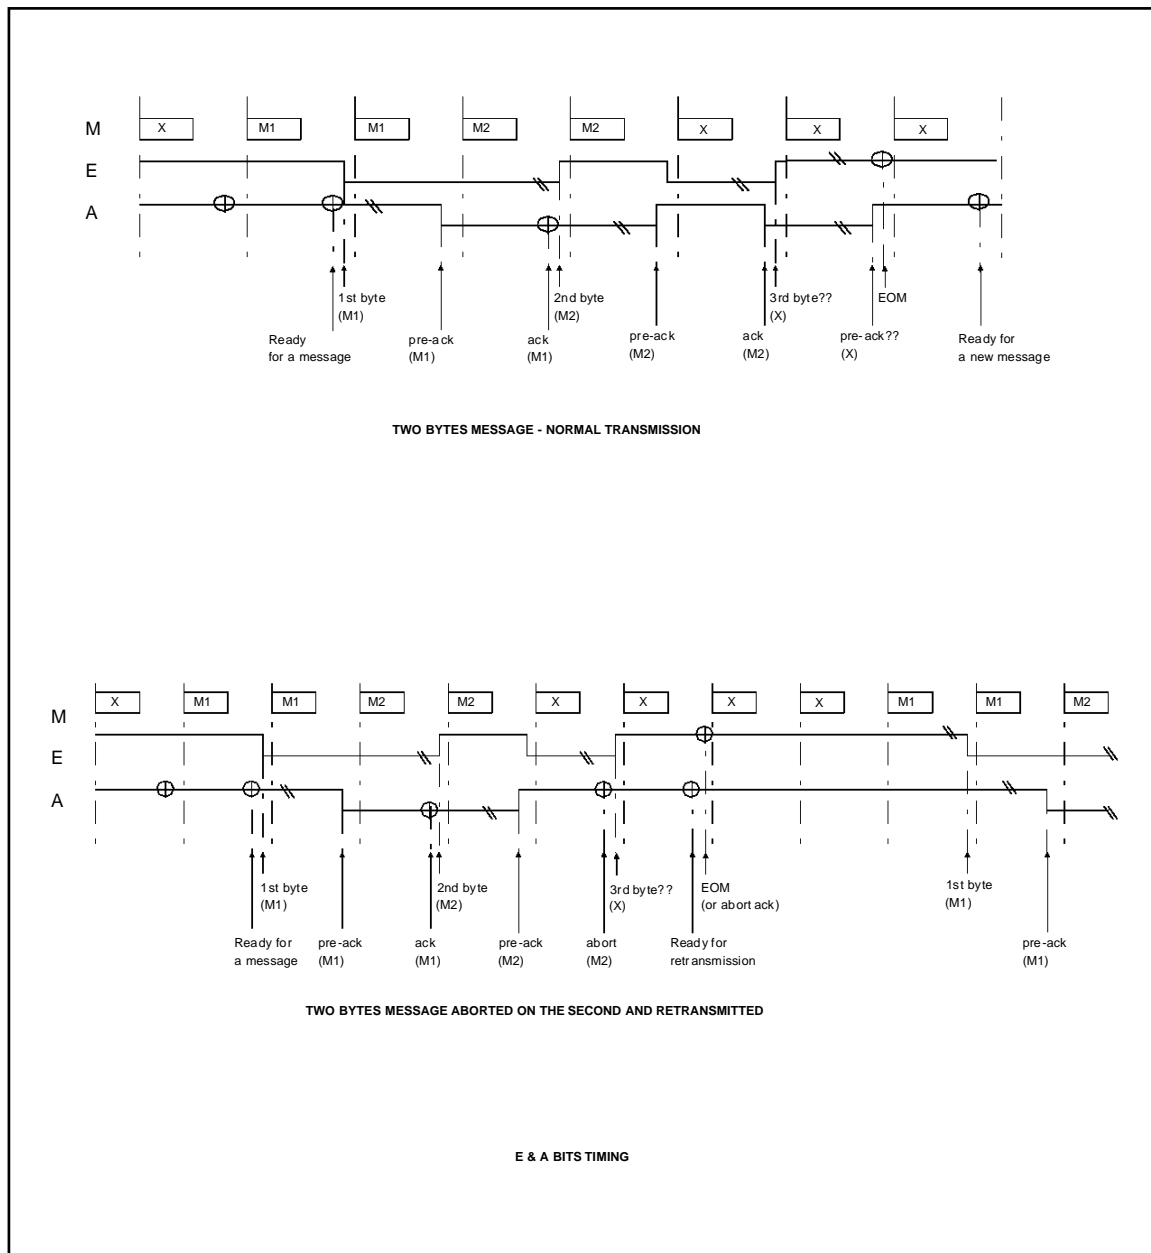 M
X
M1
M1
M2
M2
X
X
X
E
A
1st byte
(M1)
2nd byte
(M2)
3rd byte??
(X)
EOM
Ready
for a message
pre-ack
(M1)
ack
(M1)
pre-ack
(M2)
ack
(M2)
pre-ack??
(X)
Ready for
a new message
TWO BYTES MESSAGE - NORMAL TRANSMISSION
M
X
M1
M1
M2
M2
X
X
X
X
M1
M1
M2
E
A
1st byte
(M1)
2nd byte
(M2)
3rd byte??
(X)
EOM
(or abort ack)
1st byte
(M1)
Ready for
a message
pre-ack
(M1)
ack
(M1)
pre-ack
(M2)
abort
(M2)
Ready for
retransmission
pre-ack
(M1)
TWO BYTES MESSAGE ABORTED ON THE SECOND AND RETRANSMITTED
E & A BITS TIMING